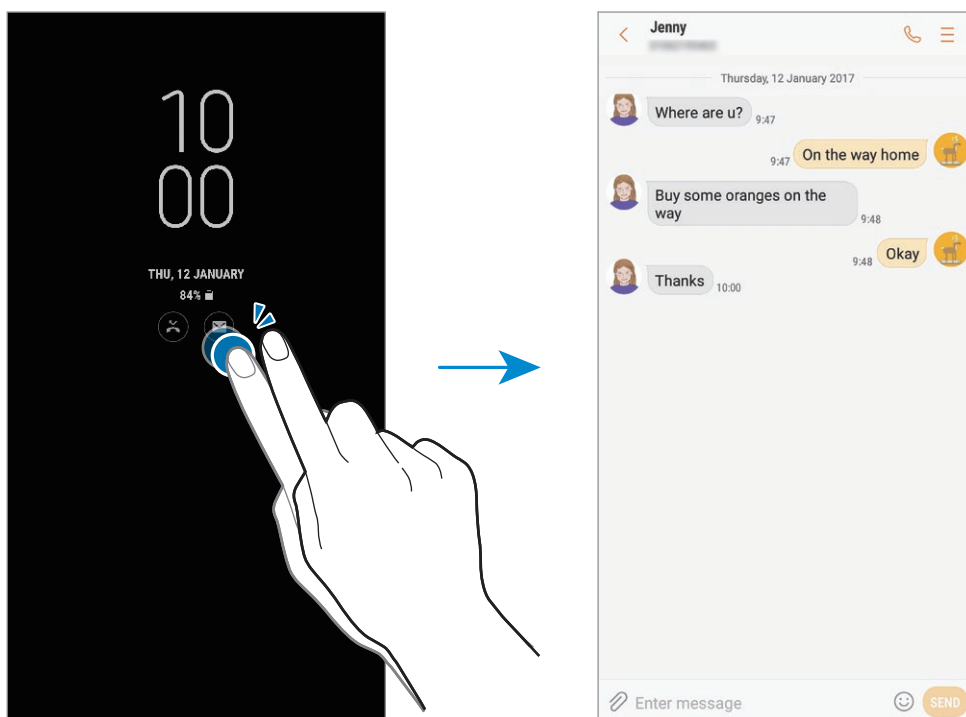 10
00
THU, 12 JANUARY
84%
Jenny
Thursday, 12 January 2017
Where are u?
9:47
9:47
On the way home
Buy some oranges on the
way
9:48
9:48
Okay
Thanks
10:00
Enter message
SEND